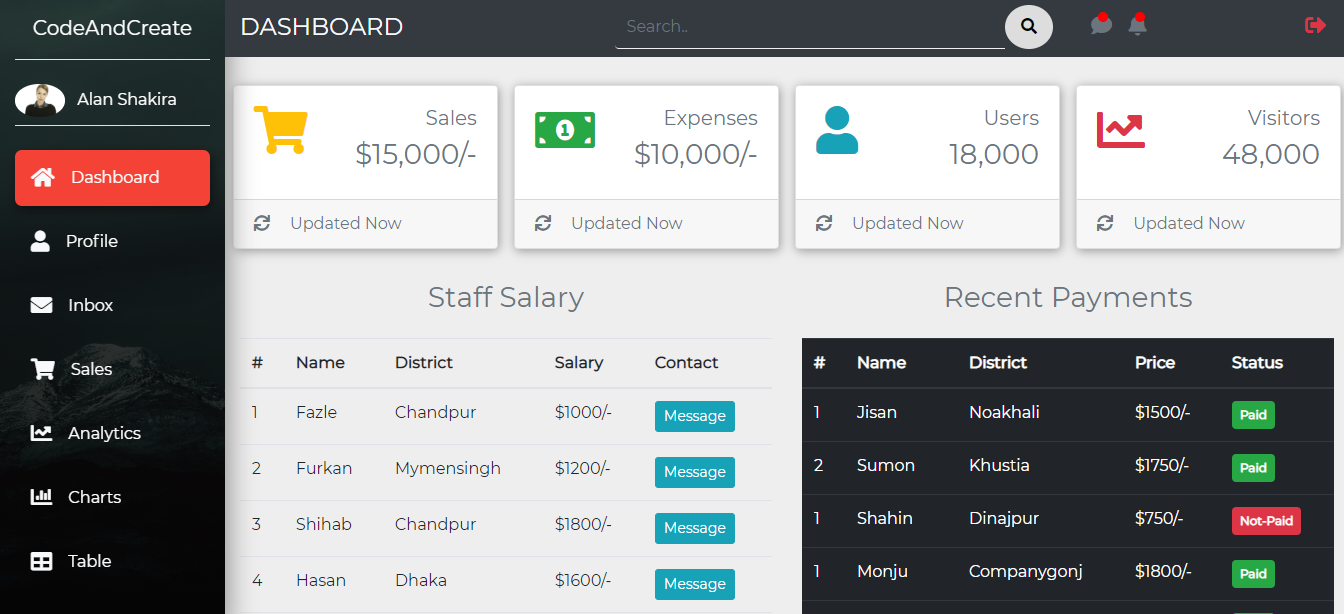 CodeAndCreate
DASHBOARD
Search..
Alan Shakira
Dashboard
Profile
Inbox
Sales
Analytics
Charts
Table
Sales
$15,000/-
Updated Now
Expenses
$10,000/-
Updated Now
Users
18,000
Updated Now
Visitors
48,000
Updated Now
Staff Salary
# Name District Salary Contact
1 Fazle Chandpur $1000/- Message
2 Furkan Mymensingh $1200/- Message
3 Shihab Chandpur $1800/- Message
4 Hasan Dhaka $1600/- Message
Recent Payments
# Name District Price Status
1 Jisan Noakhali $1500/- Paid
2 Sumon Khustia $1750/- Paid
1 Shahin Dinajpur $750/- Not-Paid
1 Monju Companygonj $1800/- Paid